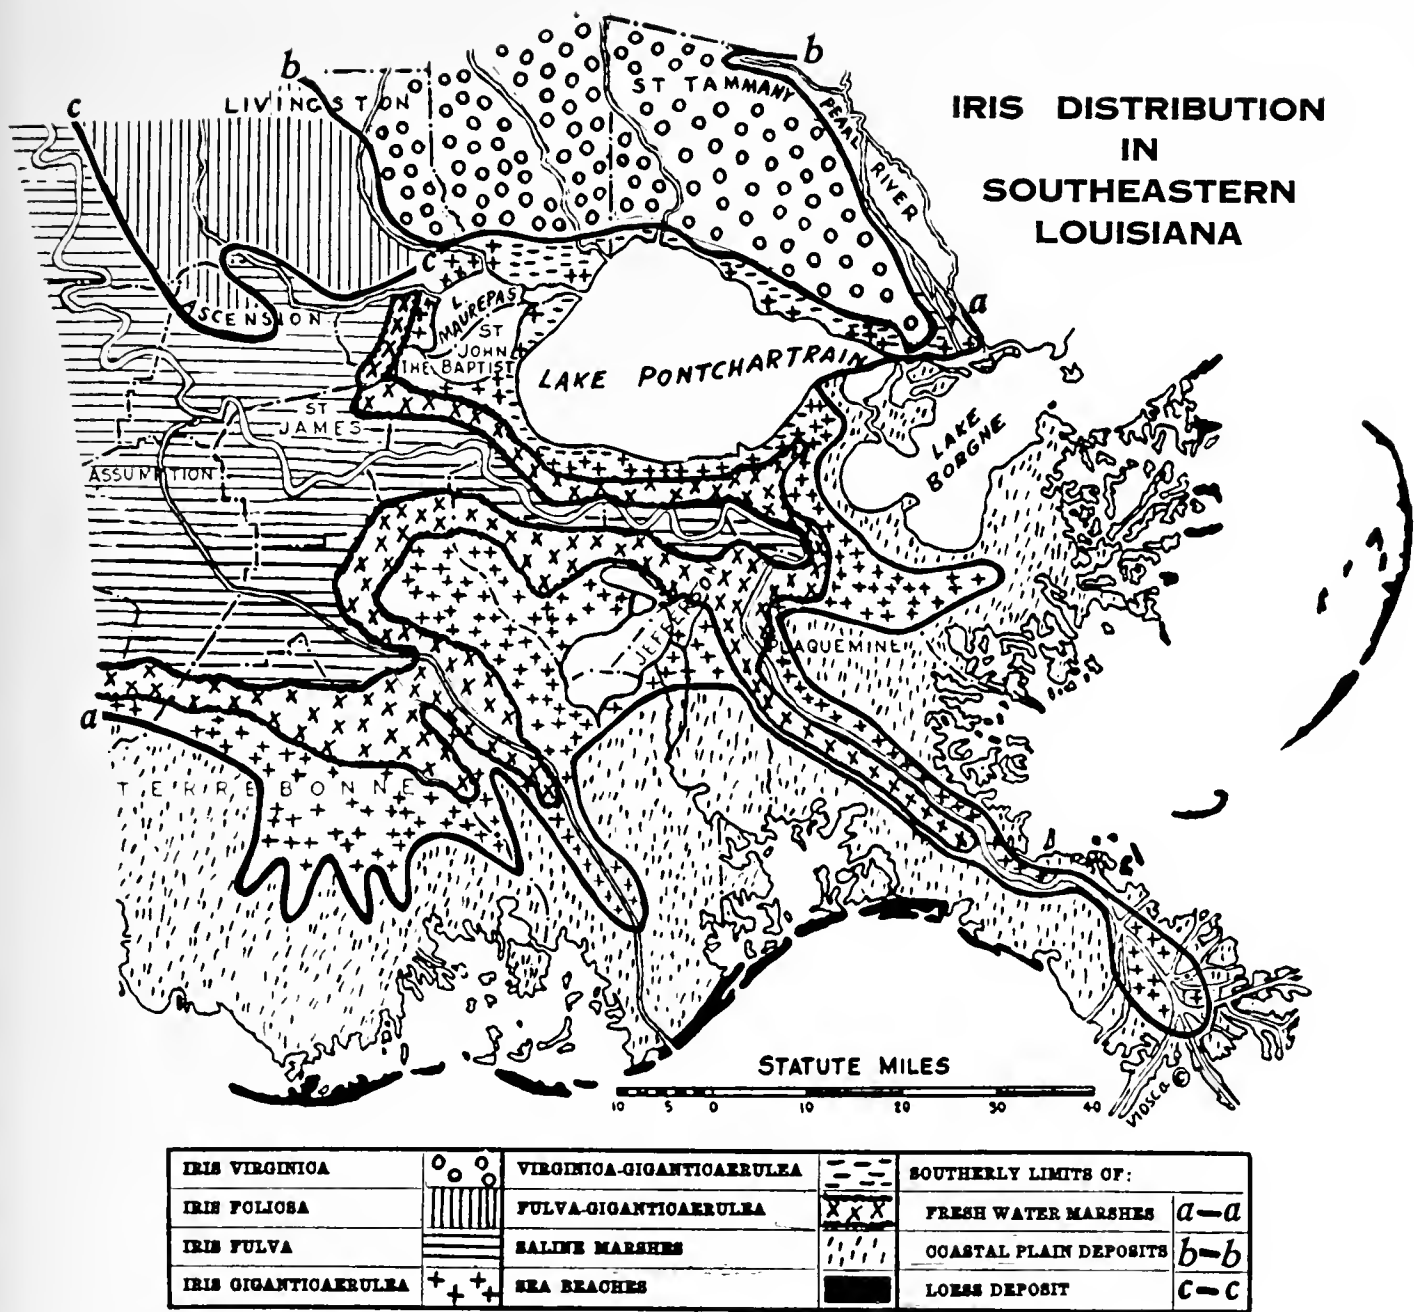 IRIS DISTRIBUTION
IN
SOUTHEASTERN
LOUISIANA
b
b
c
LIVINGSTON
ST TAMMANY
PEARL RIVER
c
a
ASCENSION
L. MAUREPAS
ST JOHN
THE BAPTIST
LAKE PONTCHARTRAIN
ST
JAMES
LAKE
BORGNE
ASSUMPTION
JEFFERSON
PLAQUEMINE
a
TERREBONNE
STATUTE MILES
10 5 0 10 20 30 40
VIOSCA ©
IRIS VIRGINICA
IRIS FOLIOSA
IRIS FULVA
IRIS GIGANTICAERULEA
VIRGINICA-GIGANTICAERULEA
FULVA-GIGANTICAERULEA
SALINE MARSHES
SEA BEACHES
SOUTHERLY LIMITS OF:
FRESH WATER MARSHES a-a
COASTAL PLAIN DEPOSITS b-b
LOESS DEPOSIT c-c